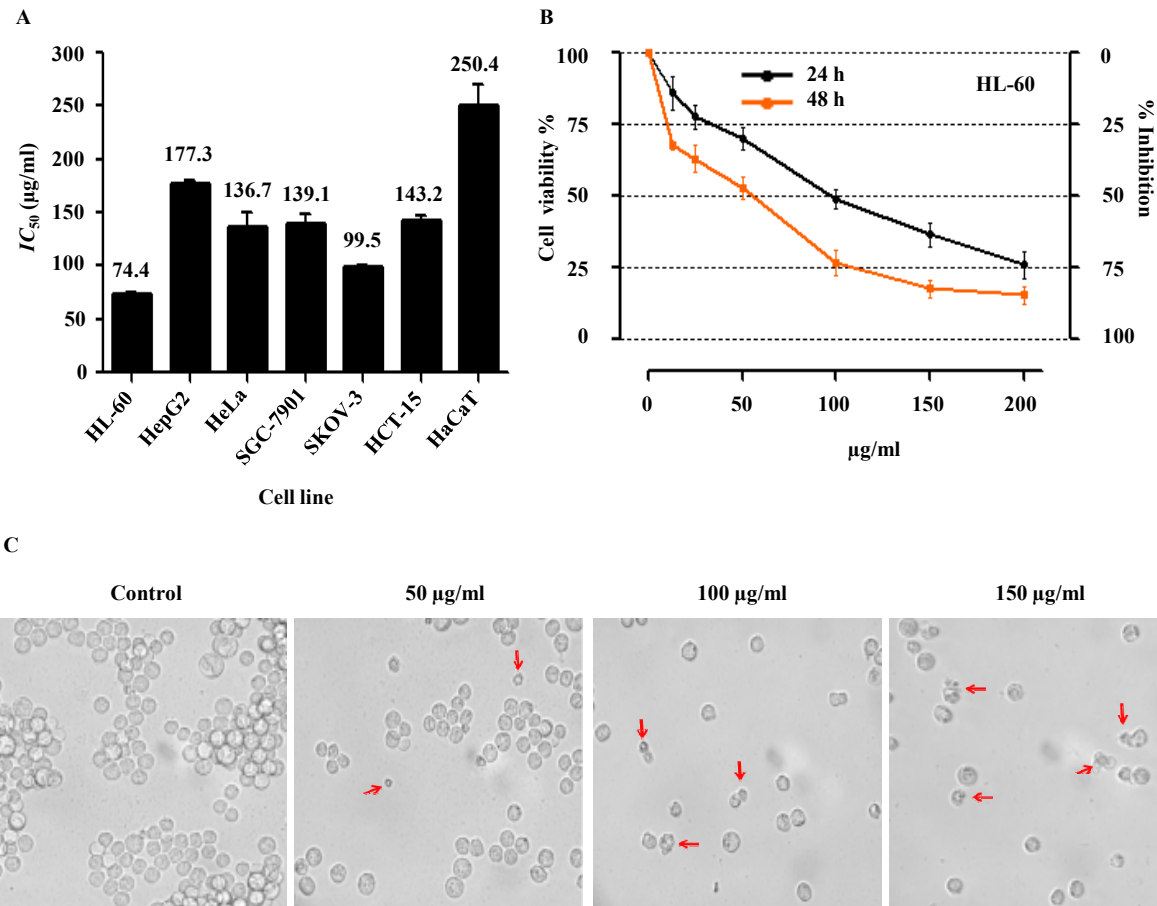 A
IC50 (µg/ml)
300
250
200
150
100
50
0
74.4
177.3
136.7
139.1
99.5
143.2
250.4
HL-60
HepG2
HeLa
SGC-7901
SKOV-3
HCT-15
HaCaT
Cell line
B
Cell viability %
100
75
50
25
0
24 h
48 h
HL-60
0
25
50
75
100
% Inhibition
0 50 100 150 200
µg/ml
C
Control 50 µg/ml 100 µg/ml 150 µg/ml